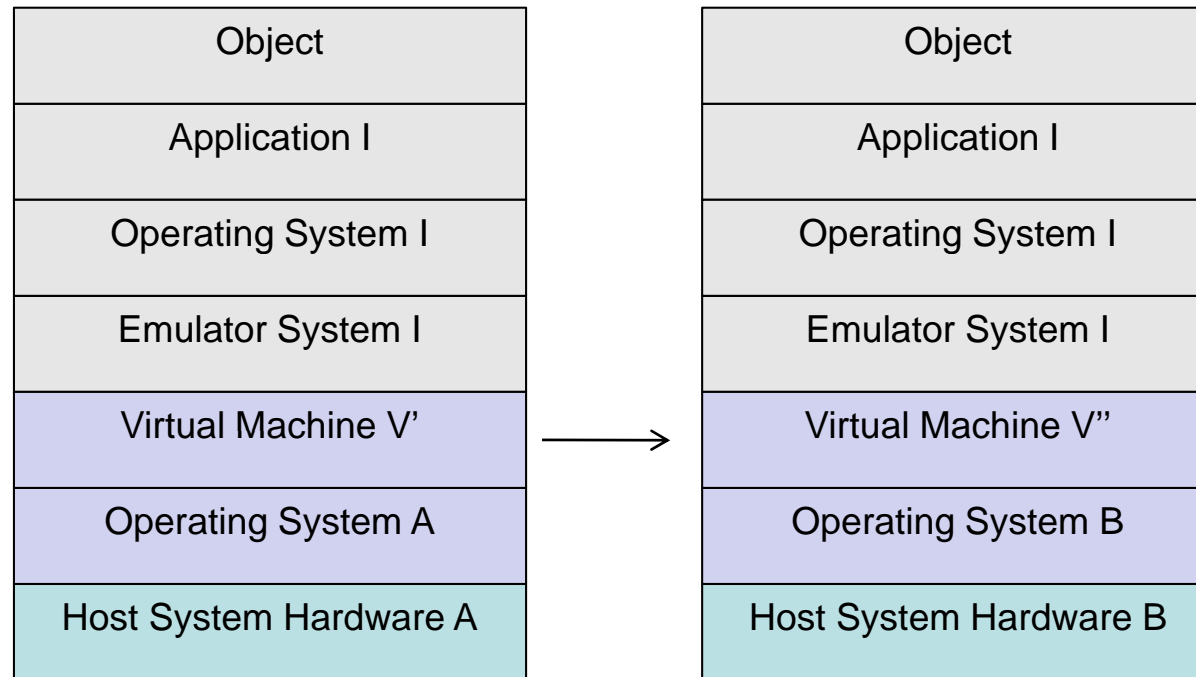 Object
Application I
Operating System I
Emulator System I
Virtual Machine V’
Operating System A
Host System Hardware A
Object
Application I
Operating System I
Emulator System I
Virtual Machine V’’
Operating System B
Host System Hardware B